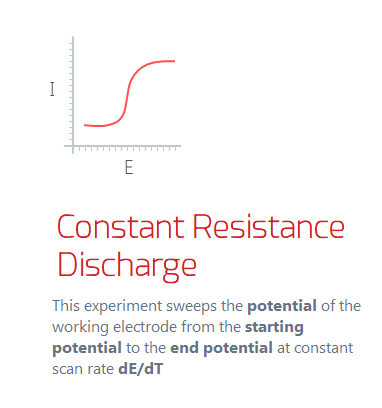 I
E
Constant Resistance
Discharge
This experiment sweeps the potential of the
working electrode from the starting
potential to the end potential at constant
scan rate dE/dT